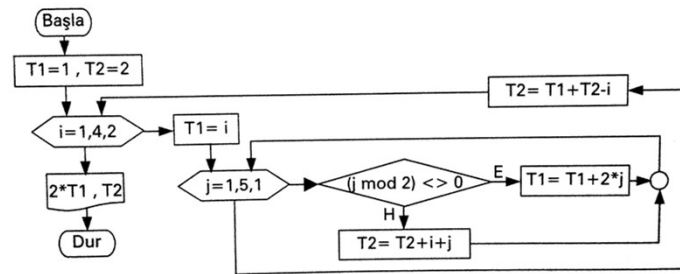 Başla
T1=1 , T2=2
T2= T1+T2-i
i=1,4,2
T1= i
j=1,5,1
(j mod 2) <> 0
E
T1= T1+2*j
H
2*T1 , T2
T2= T2+i+j
Dur